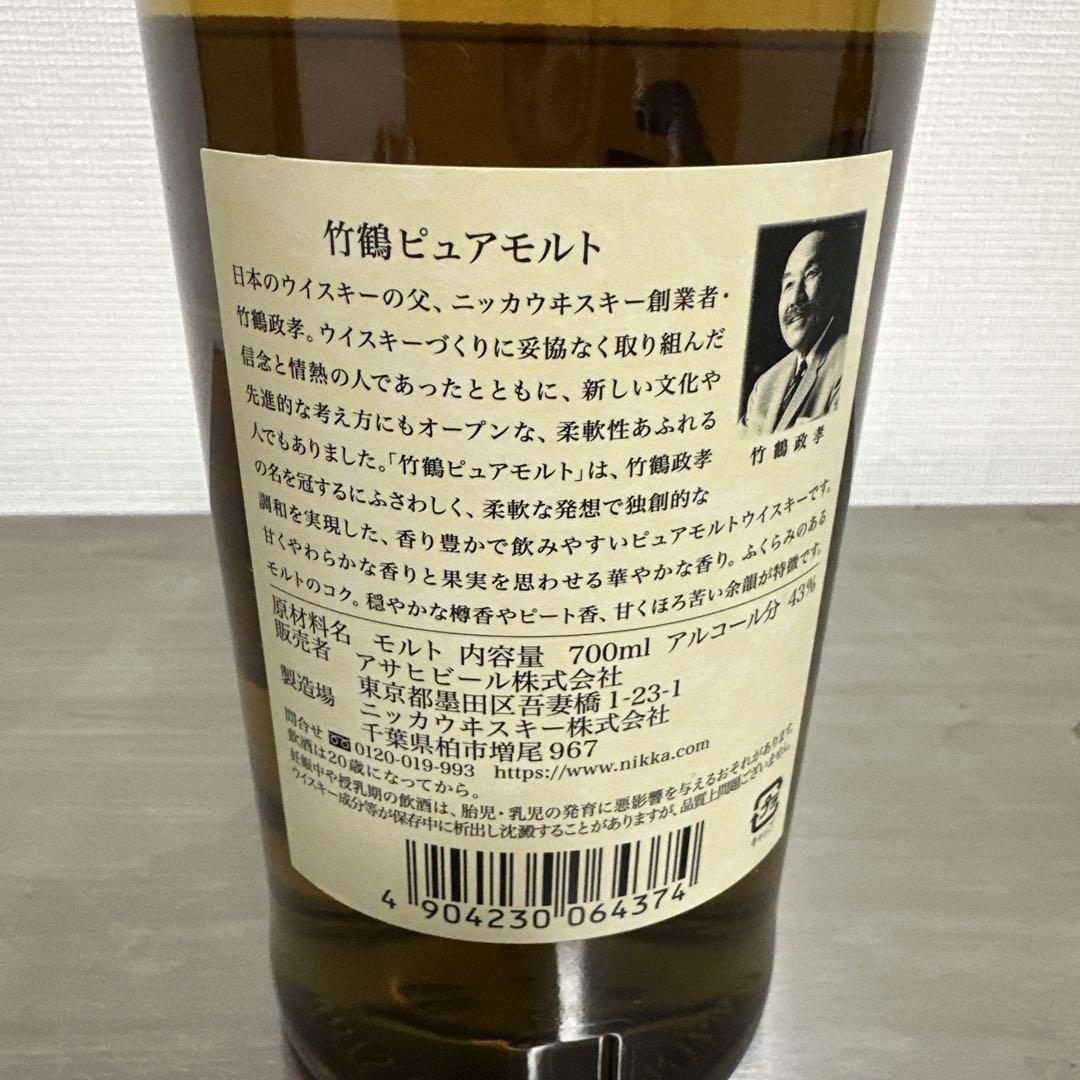 竹鶴ピュアモルト
日本のウイスキーの父、ニッカウヰスキー創業者・
竹鶴政孝。ウイスキーづくりに妥協なく取り組んだ
信念と情熱の人であったとともに、新しい文化や
先進的な考え方にもオープンな、柔軟性あふれる
人でもありました。「竹鶴ピュアモルト」は、竹鶴政孝
の名を冠するにふさわしく、柔軟な発想で独創的な
調和を実現した、香り豊かで飲みやすいピュアモルトウイスキーです。
甘くやわらかな香りと果実を思わせる華やかな香り。ふくらみのある
モルトのコク。穏やかな樽香やピート香、甘くほろ苦い余韻が特徴です。
竹鶴政孝
原材料名 モルト 内容量 700ml アルコール分 43%
販売者 アサヒビール株式会社
東京都墨田区吾妻橋1-23-1
製造場 ニッカウヰスキー株式会社
千葉県柏市増尾967
問合せ 0120-019-993 https://www.nikka.com
飲酒は20歳になってから。
妊娠中や授乳期の飲酒は、胎児・乳児の発育に悪影響を与えるおそれがあります。
ウイスキー成分等が保存中に析出し沈澱することがありますが、品質上問題ございません。
キャップ
4 904230 064374